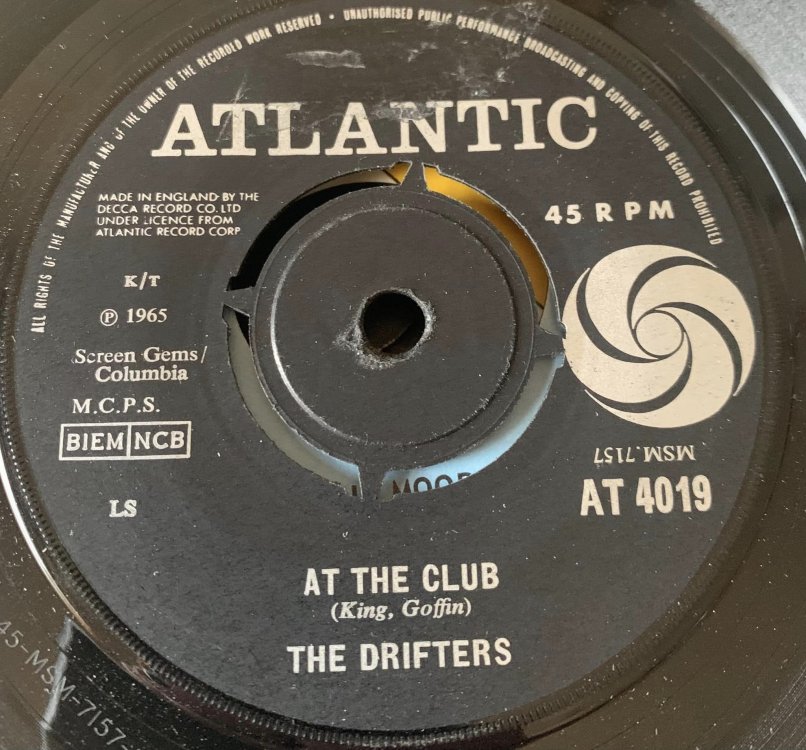 ALL RIGHTS OF THE MANUFACTURER AND OF THE OWNER OF THE RECORDED WORK RESERVED • UNAUTHORISED PUBLIC PERFORMANCE BROADCASTING AND COPYING OF THIS RECORD PROHIBITED
ATLANTIC
MADE IN ENGLAND BY THE
DECCA RECORD CO. LTD
UNDER LICENCE FROM
ATLANTIC RECORD CORP
45 RPM
K/T
℗ 1965
Screen Gems/
Columbia
M.C.P.S.
BIEM NCB
MSM.7157
AT 4019
LS
MOOD
AT THE CLUB
(King, Goffin)
THE DRIFTERS
45-MSM-7157-